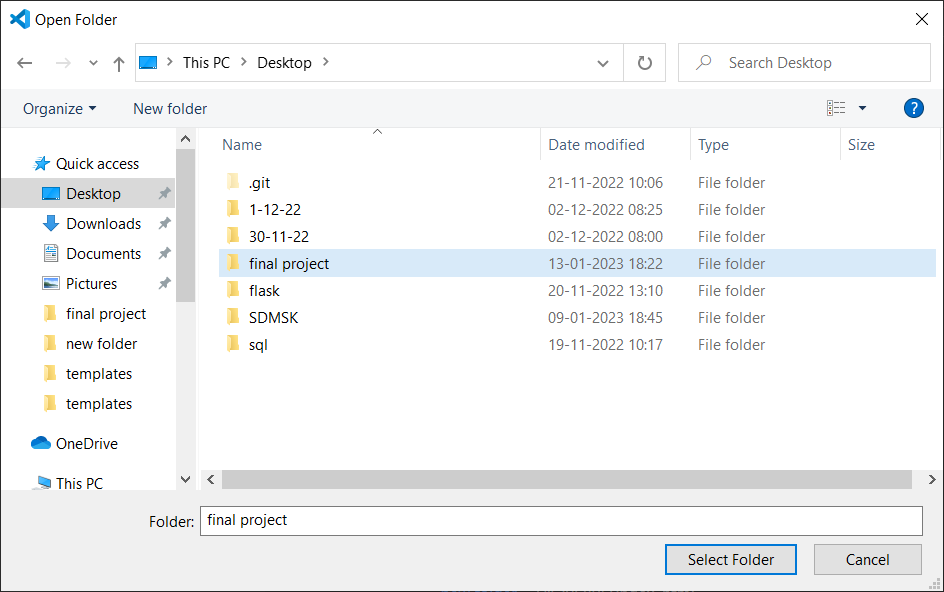 Open Folder
This PC Desktop
Search Desktop
Organize New folder
?
Name Date modified Type Size
Quick access
Desktop
Downloads
Documents
Pictures
final project
new folder
templates
templates
OneDrive
This PC
.git 21-11-2022 10:06 File folder
1-12-22 02-12-2022 08:25 File folder
30-11-22 02-12-2022 08:00 File folder
final project 13-01-2023 18:22 File folder
flask 20-11-2022 13:10 File folder
SDMSK 09-01-2023 18:45 File folder
sql 19-11-2022 10:17 File folder
Folder: final project
Select Folder Cancel